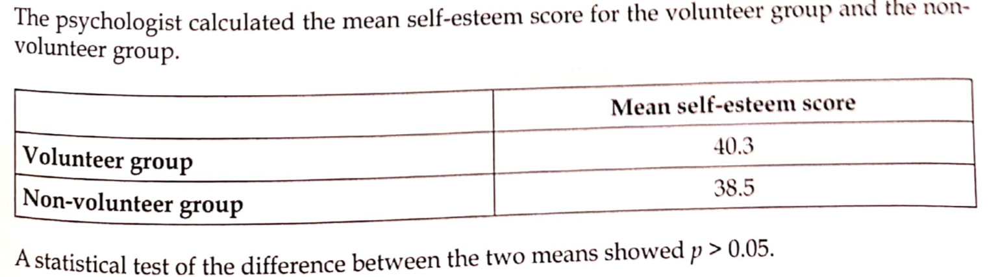 The psychologist calculated the mean self-esteem score for the volunteer group and the non-
volunteer group.
Mean self-esteem score
Volunteer group 40.3
Non-volunteer group 38.5
A statistical test of the difference between the two means showed p > 0.05.